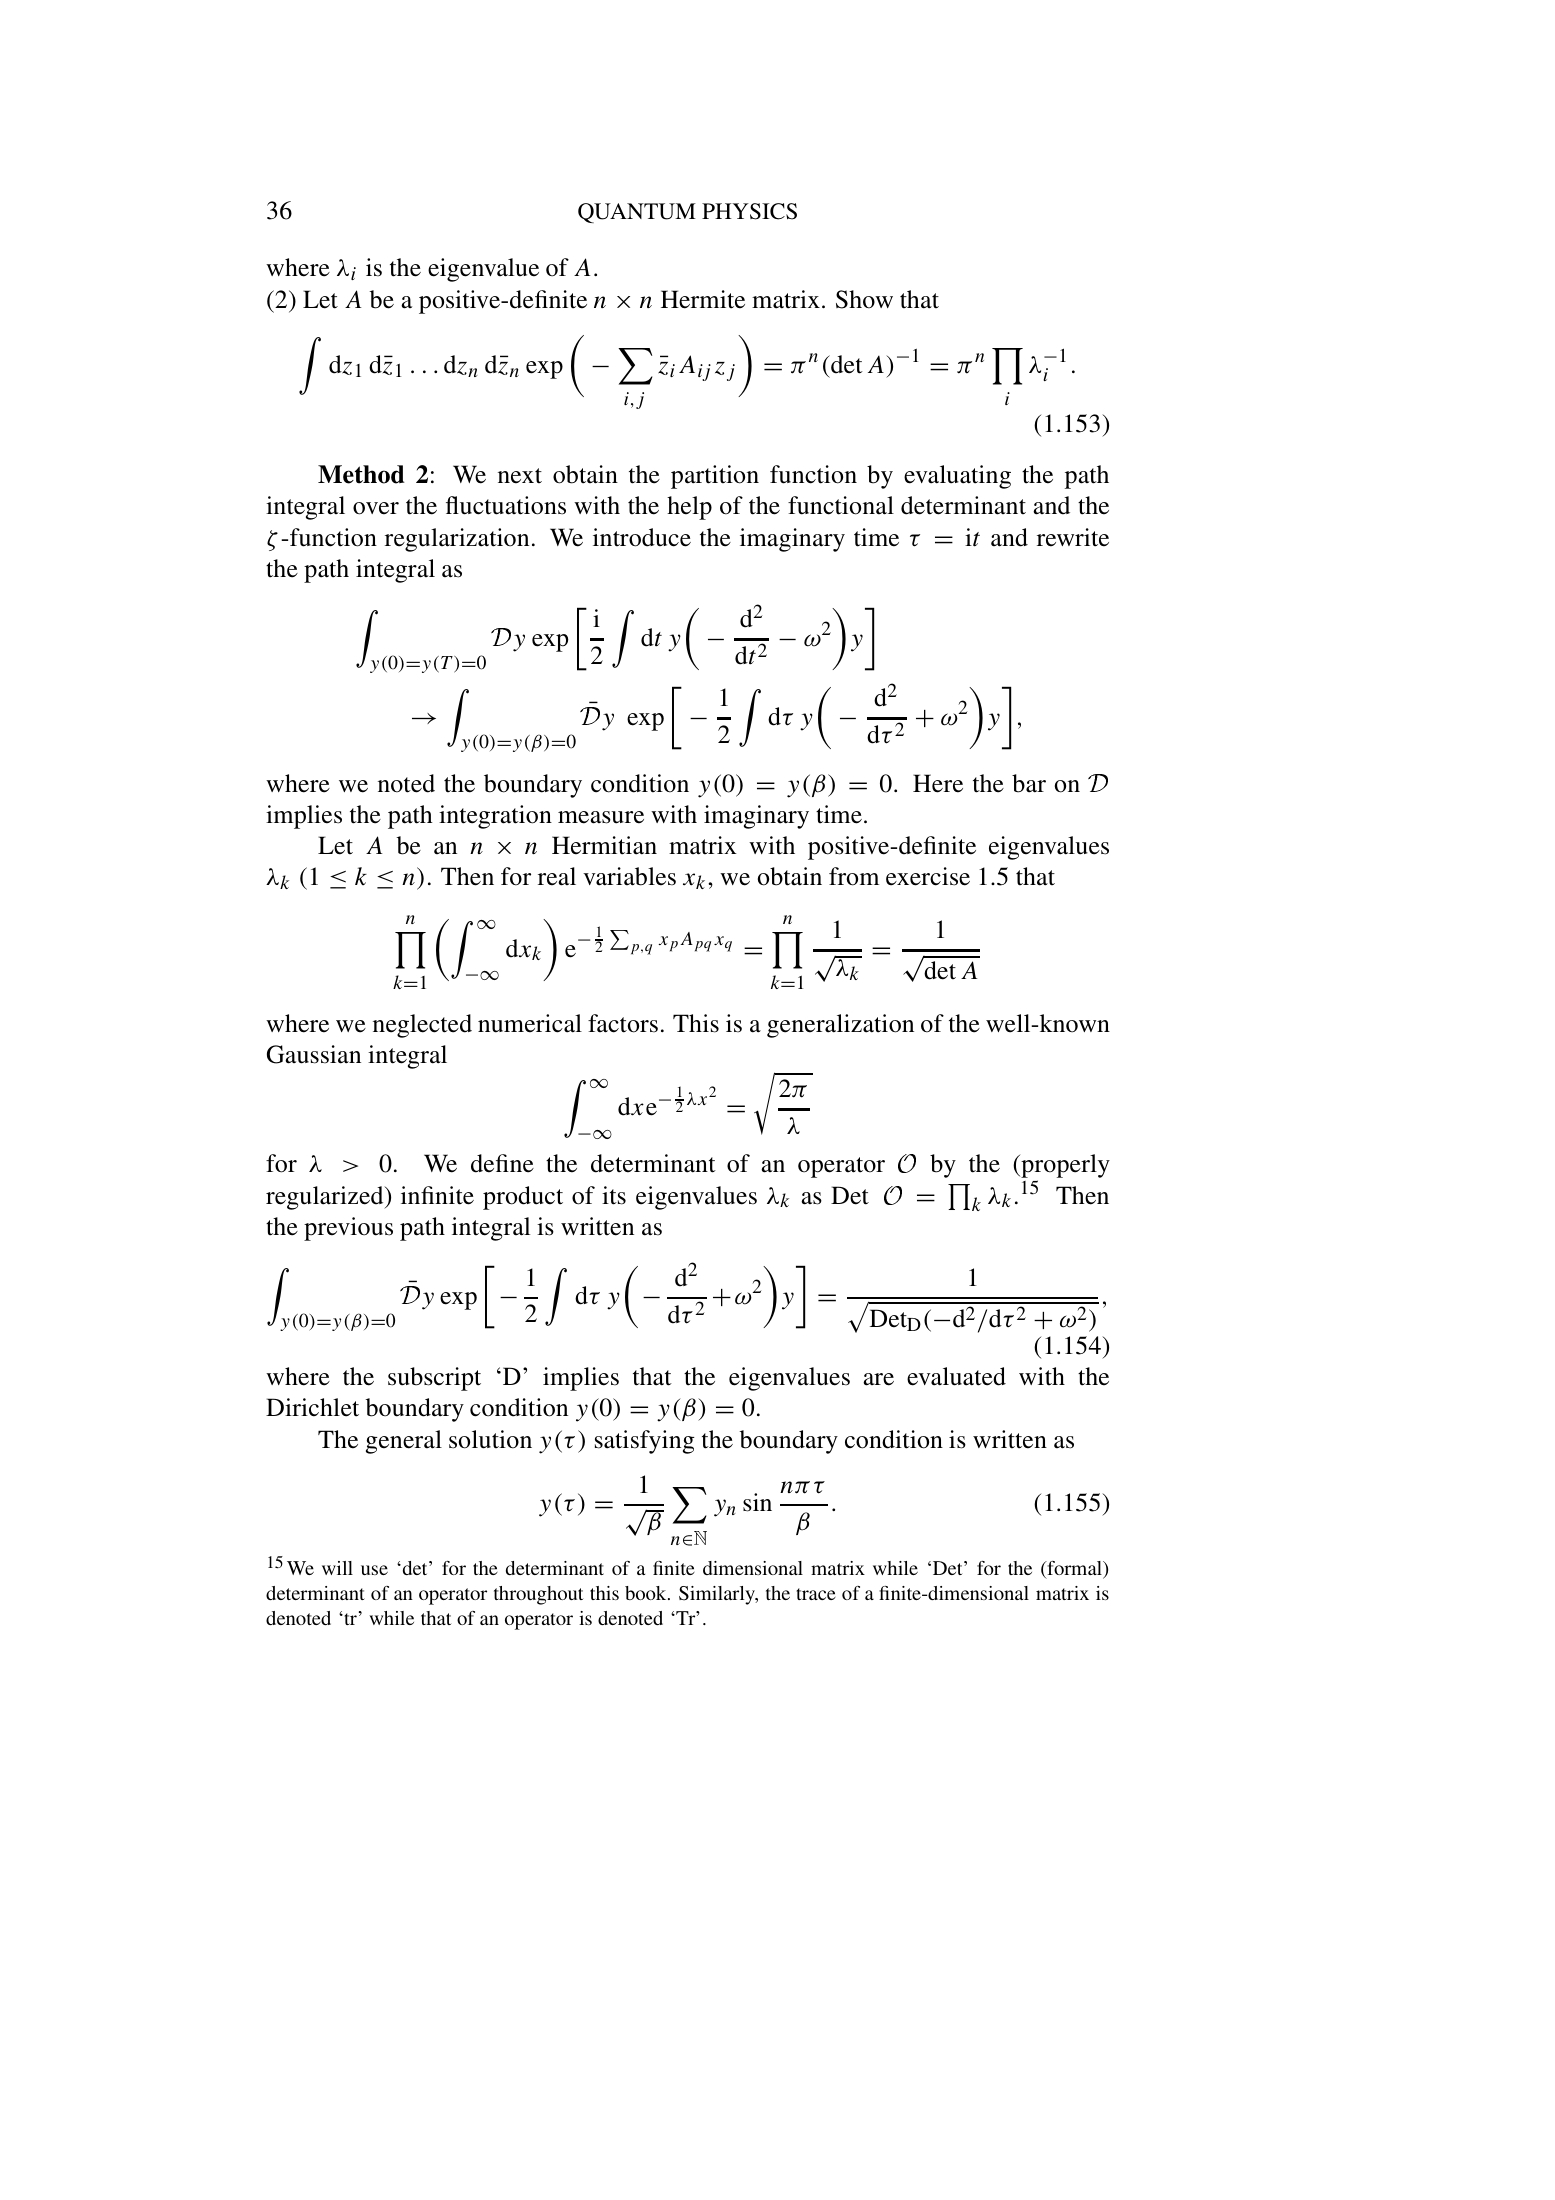 36 QUANTUM PHYSICS
where λ_i is the eigenvalue of A.
(2) Let A be a positive-definite n × n Hermite matrix. Show that
∫ dz_1 dz̄_1 . . . dz_n dz̄_n exp ( − ∑_{i,j} z̄_i A_{ij} z_j ) = π^n (det A)^{−1} = π^n ∏_i λ_i^{−1}.
(1.153)
Method 2: We next obtain the partition function by evaluating the path
integral over the fluctuations with the help of the functional determinant and the
ζ-function regularization. We introduce the imaginary time τ = it and rewrite
the path integral as
∫_{y(0)=y(T)=0} 𝒟y exp [ i/2 ∫ dt y ( − d²/dt² − ω² ) y ]
→ ∫_{y(0)=y(β)=0} 𝒟̄y exp [ − 1/2 ∫ dτ y ( − d²/dτ² + ω² ) y ],
where we noted the boundary condition y(0) = y(β) = 0. Here the bar on 𝒟
implies the path integration measure with imaginary time.
Let A be an n × n Hermitian matrix with positive-definite eigenvalues
λ_k (1 ≤ k ≤ n). Then for real variables x_k, we obtain from exercise 1.5 that
∏_{k=1}^{n} ( ∫_{−∞}^{∞} dx_k ) e^{−1/2 ∑_{p,q} x_p A_{pq} x_q} = ∏_{k=1}^{n} 1/√λ_k = 1/√det A
where we neglected numerical factors. This is a generalization of the well-known
Gaussian integral
∫_{−∞}^{∞} dx e^{−1/2 λx²} = √(2π/λ)
for λ > 0. We define the determinant of an operator 𝒪 by the (properly
regularized) infinite product of its eigenvalues λ_k as Det 𝒪 = ∏_k λ_k.^15 Then
the previous path integral is written as
∫_{y(0)=y(β)=0} 𝒟̄y exp [ − 1/2 ∫ dτ y ( − d²/dτ² + ω² ) y ] = 1/√(Det_D(−d²/dτ² + ω²)),
(1.154)
where the subscript ‘D’ implies that the eigenvalues are evaluated with the
Dirichlet boundary condition y(0) = y(β) = 0.
The general solution y(τ) satisfying the boundary condition is written as
y(τ) = 1/√β ∑_{n∈ℕ} y_n sin nπτ/β. (1.155)
15 We will use ‘det’ for the determinant of a finite dimensional matrix while ‘Det’ for the (formal)
determinant of an operator throughout this book. Similarly, the trace of a finite-dimensional matrix is
denoted ‘tr’ while that of an operator is denoted ‘Tr’.